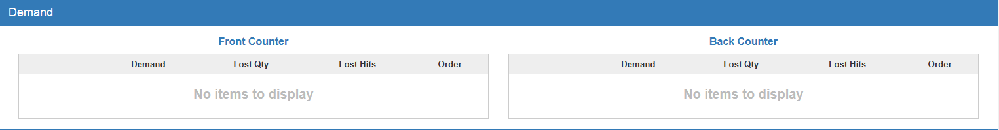 Demand
Front Counter
Demand Lost Qty Lost Hits Order
No items to display
Back Counter
Demand Lost Qty Lost Hits Order
No items to display